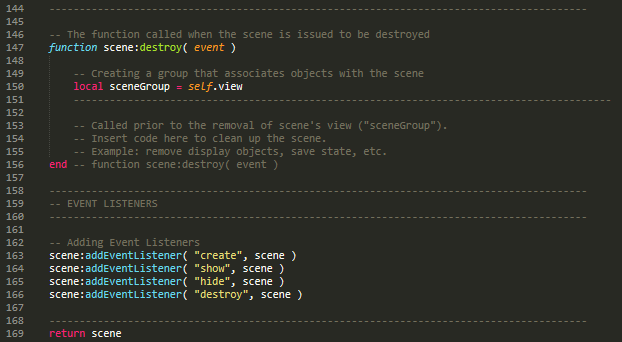 144 -----------------------------------------------------------------------------------------
145
146 -- The function called when the scene is issued to be destroyed
147 function scene:destroy( event )
148
149     -- Creating a group that associates objects with the scene
150     local sceneGroup = self.view
151     -----------------------------------------------------------------------------------------
152
153     -- Called prior to the removal of scene's view ("sceneGroup").
154     -- Insert code here to clean up the scene.
155     -- Example: remove display objects, save state, etc.
156 end -- function scene:destroy( event )
157
158 -----------------------------------------------------------------------------------------
159 -- EVENT LISTENERS
160 -----------------------------------------------------------------------------------------
161
162 -- Adding Event Listeners
163 scene:addEventListener( "create", scene )
164 scene:addEventListener( "show", scene )
165 scene:addEventListener( "hide", scene )
166 scene:addEventListener( "destroy", scene )
167
168 -----------------------------------------------------------------------------------------
169 return scene